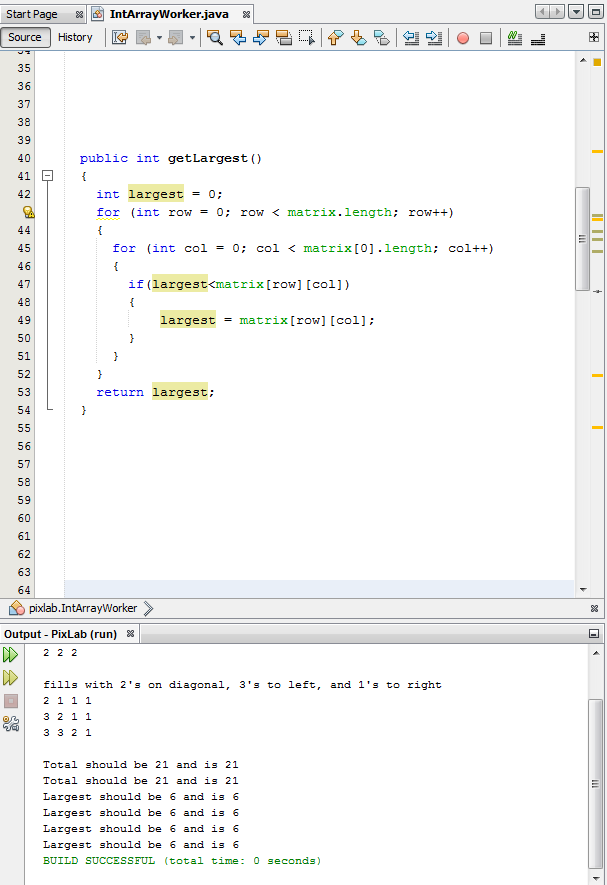 Start Page IntArrayWorker.java
Source History
34
35
36
37
38
39
40 public int getLargest()
41 {
42 int largest = 0;
for (int row = 0; row < matrix.length; row++)
44 {
45 for (int col = 0; col < matrix[0].length; col++)
46 {
47 if(largest<matrix[row][col])
48 {
49 largest = matrix[row][col];
50 }
51 }
52 }
53 return largest;
54 }
55
56
57
58
59
60
61
62
63
64
pixlab.IntArrayWorker
Output - PixLab (run)
2 2 2
fills with 2's on diagonal, 3's to left, and 1's to right
2 1 1 1
3 2 1 1
3 3 2 1
Total should be 21 and is 21
Total should be 21 and is 21
Largest should be 6 and is 6
Largest should be 6 and is 6
Largest should be 6 and is 6
Largest should be 6 and is 6
BUILD SUCCESSFUL (total time: 0 seconds)